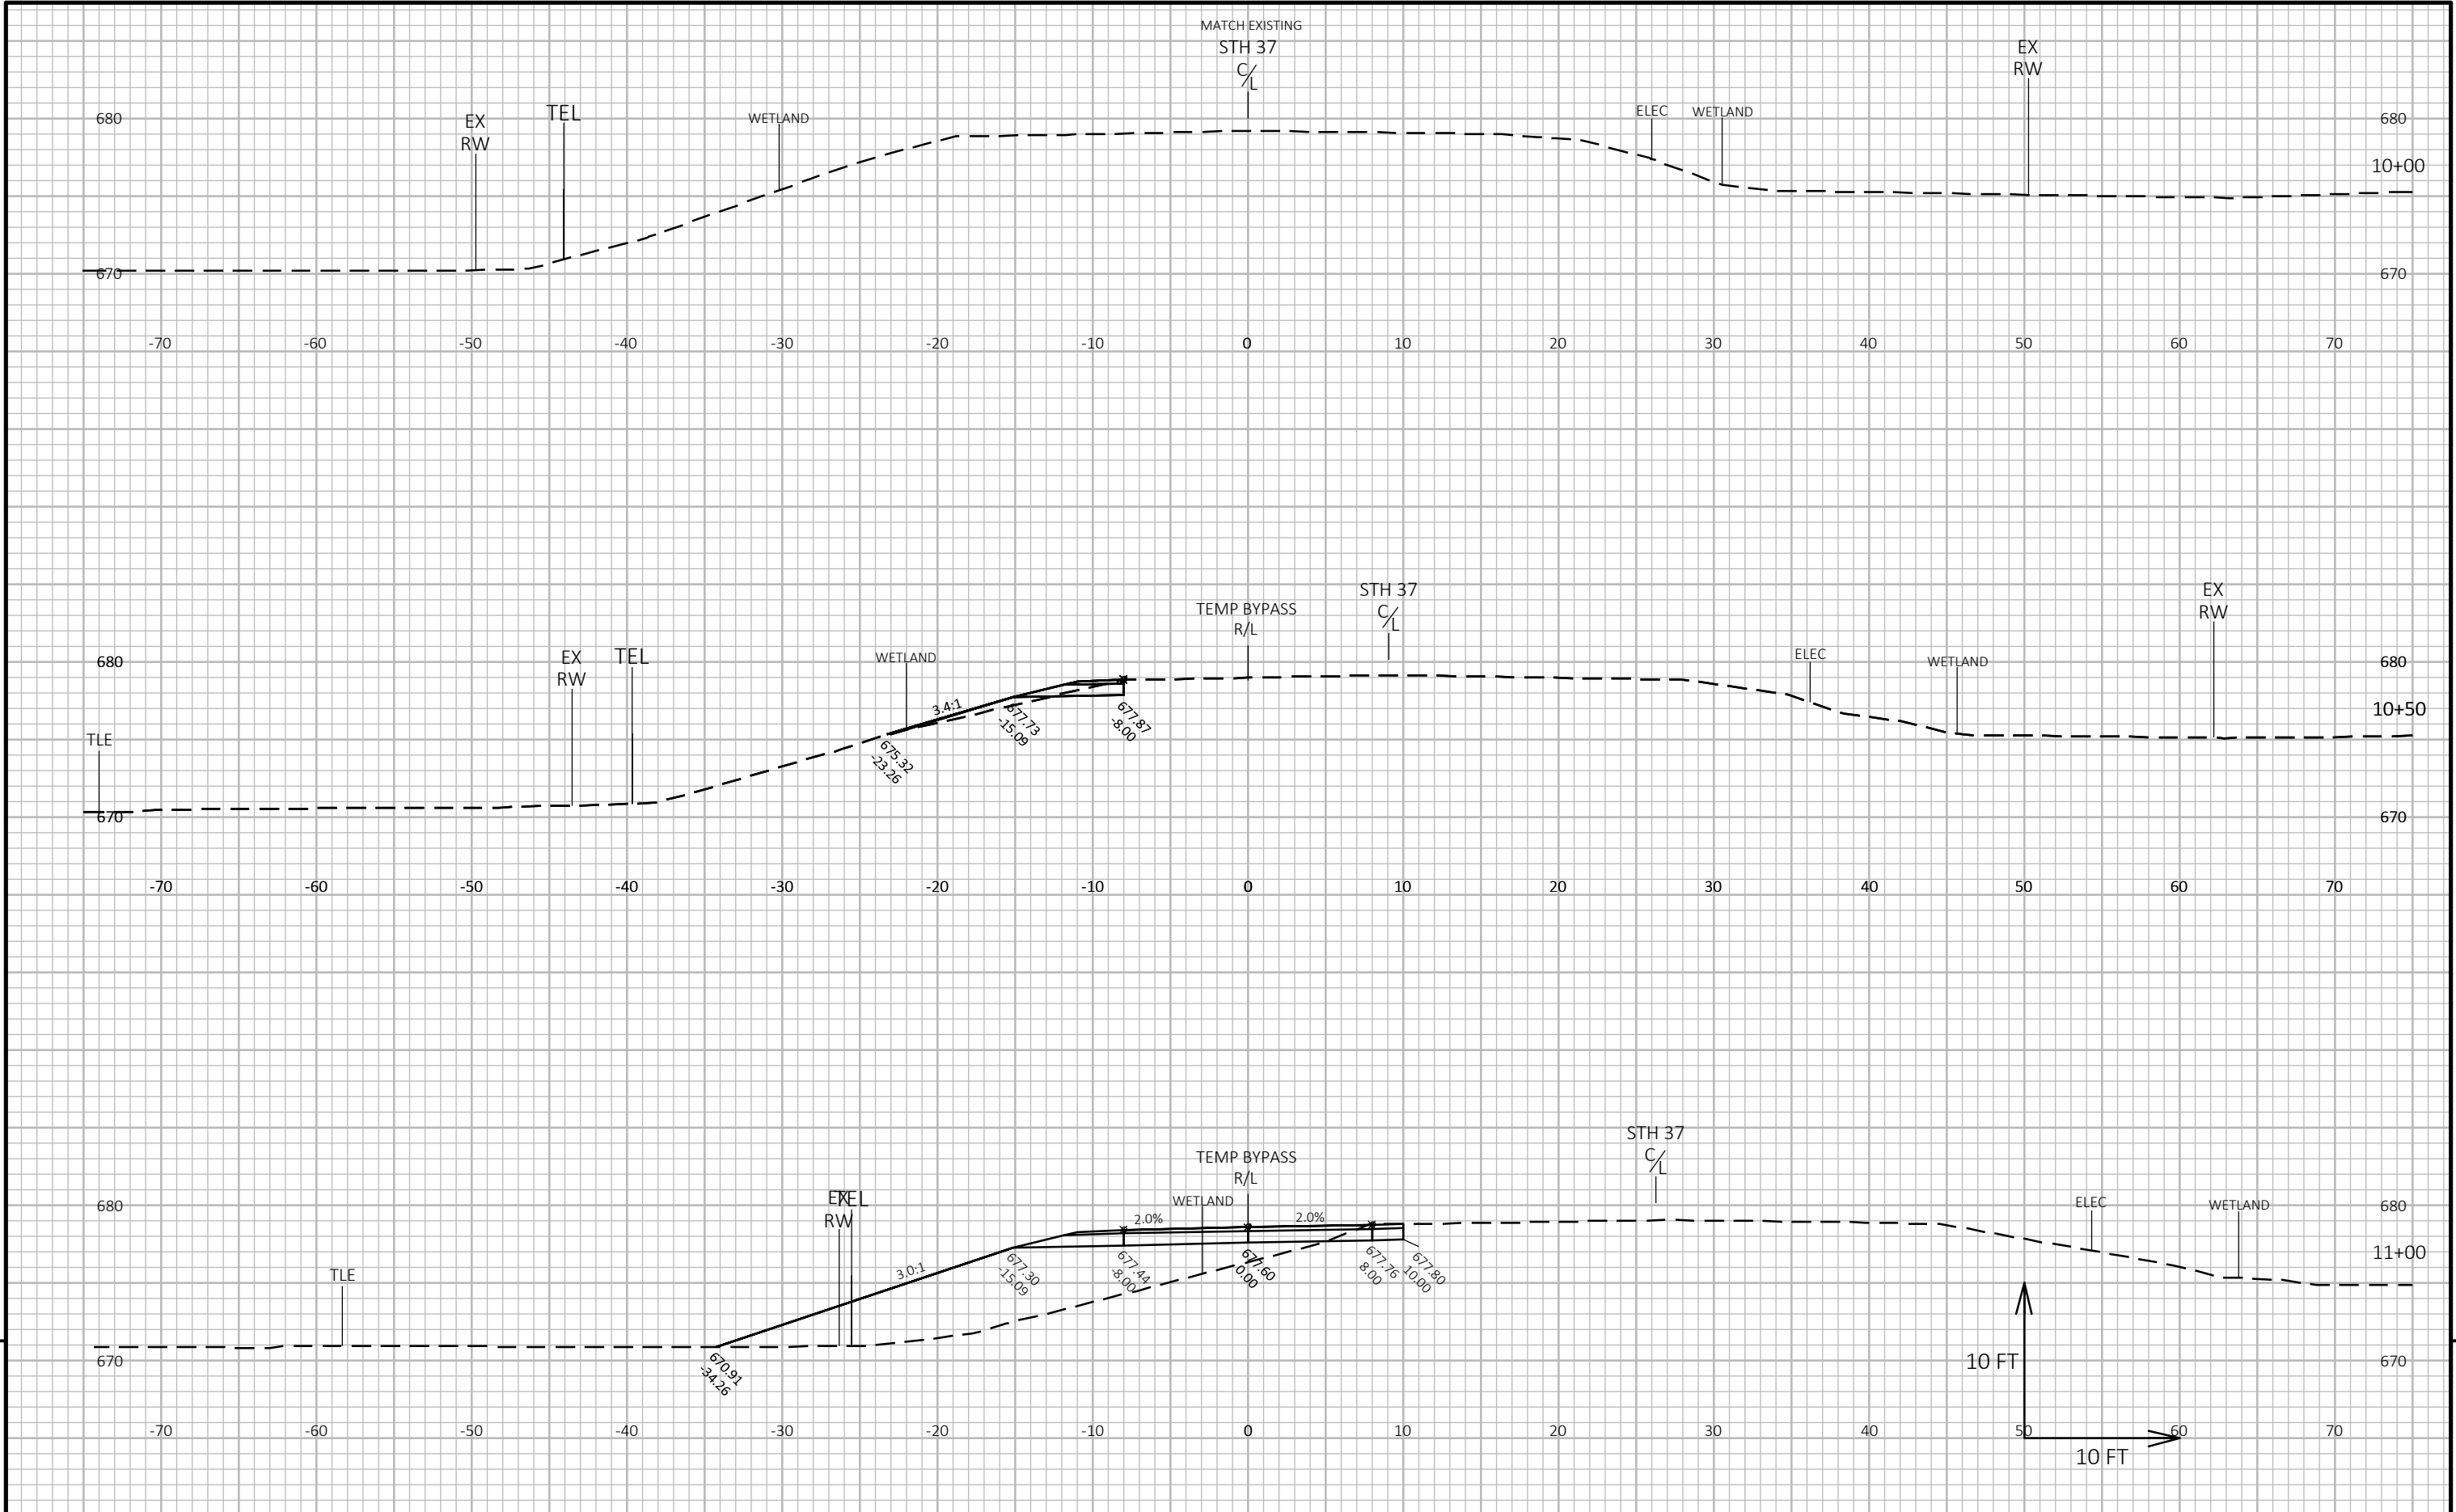 MATCH EXISTING
STH 37
C/L
EX
RW
EX
RW
TEL
WETLAND
ELEC
WETLAND
680
680
10+00
670
670
-70 -60 -50 -40 -30 -20 -10 0 10 20 30 40 50 60 70
STH 37
C/L
TEMP BYPASS
R/L
EX
RW
EX
RW
TEL
WETLAND
ELEC
WETLAND
680
680
TLE
3.4:1
675.32
-23.26
677.73
-15.09
677.87
-8.00
10+50
670
670
-70 -60 -50 -40 -30 -20 -10 0 10 20 30 40 50 60 70
STH 37
C/L
TEMP BYPASS
R/L
EX
RW
TEL
WETLAND
ELEC
WETLAND
680
680
2.0%
2.0%
TLE
3.0:1
677.30
-15.09
677.44
-8.00
677.60
0.00
677.76
8.00
677.80
10.00
11+00
670
670
670.91
-34.26
10 FT
-70 -60 -50 -40 -30 -20 -10 0 10 20 30 40 50 60 70
10 FT